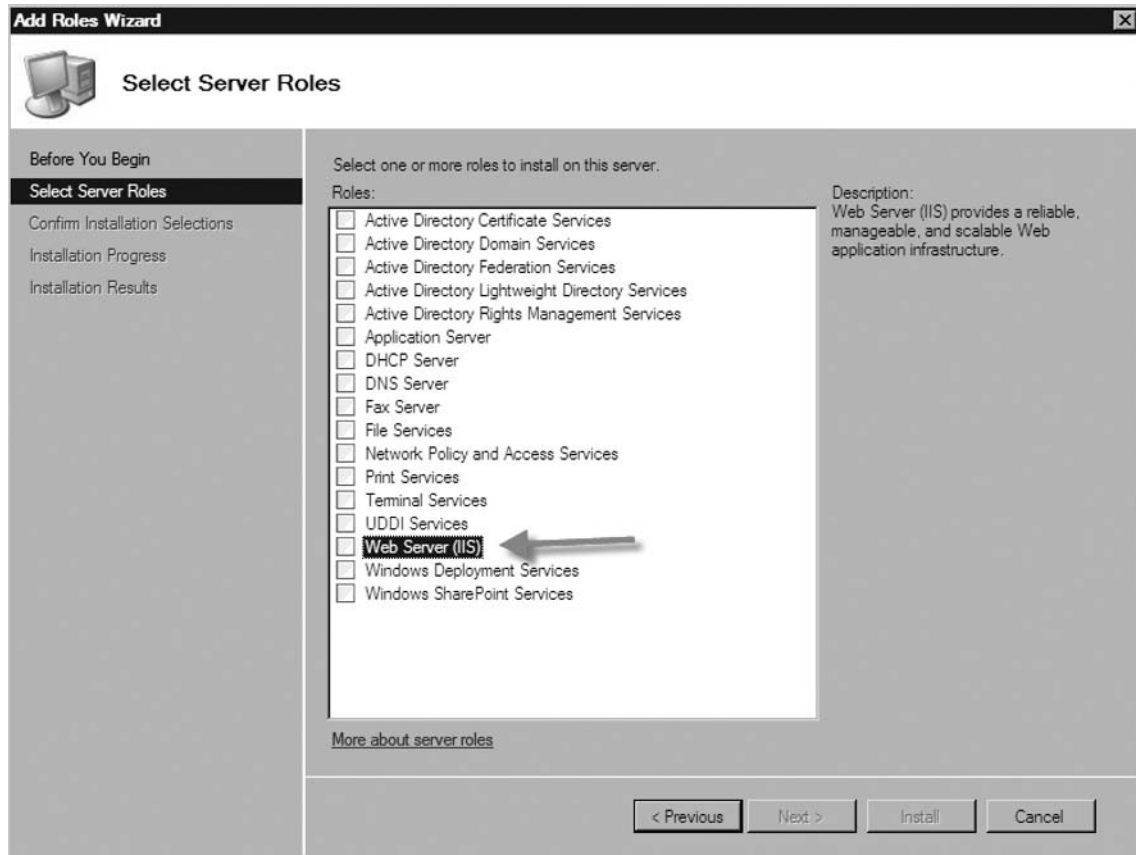 Add Roles Wizard
Select Server Roles
Before You Begin
Select Server Roles
Confirm Installation Selections
Installation Progress
Installation Results
Select one or more roles to install on this server.
Roles:
Active Directory Certificate Services
Active Directory Domain Services
Active Directory Federation Services
Active Directory Lightweight Directory Services
Active Directory Rights Management Services
Application Server
DHCP Server
DNS Server
Fax Server
File Services
Network Policy and Access Services
Print Services
Terminal Services
UDDI Services
Web Server (IIS)
Windows Deployment Services
Windows SharePoint Services
More about server roles
Description:
Web Server (IIS) provides a reliable,
manageable, and scalable Web
application infrastructure.
< Previous
Next >
Install
Cancel